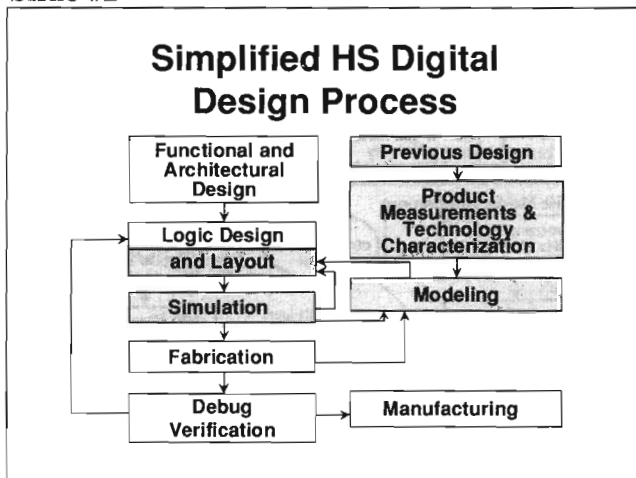 Simplified HS Digital
Design Process
Functional and
Architectural
Design
Previous Design
Product
Measurements &
Technology
Characterization
Logic Design
and Layout
Modeling
Simulation
Fabrication
Debug
Verification
Manufacturing